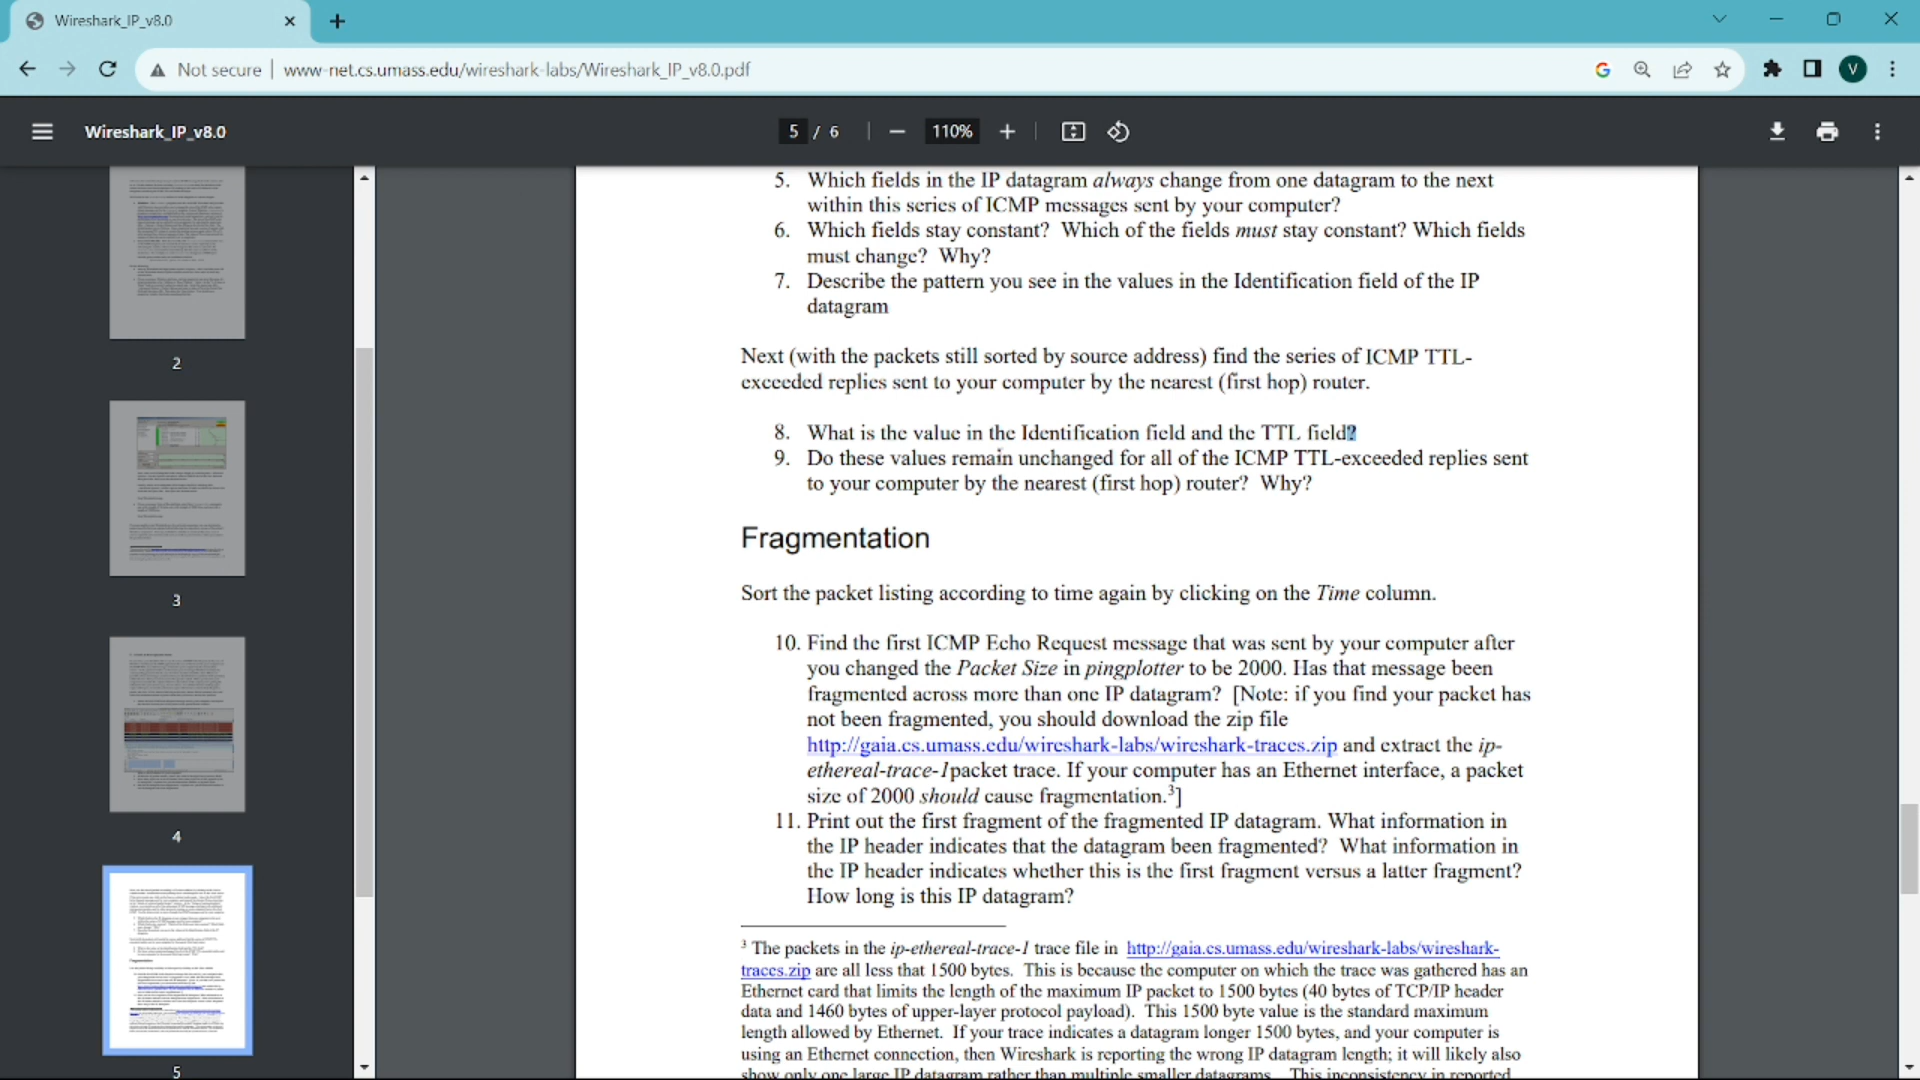 Wireshark_IP_v8.0
Not secure
www-net.cs.umass.edu/wireshark-labs/Wireshark_IP_v8.0.pdf
V
Wireshark_IP_v8.0
5 / 6
110%
2
3
4
5
5. Which fields in the IP datagram always change from one datagram to the next
within this series of ICMP messages sent by your computer?
6. Which fields stay constant? Which of the fields must stay constant? Which fields
must change? Why?
7. Describe the pattern you see in the values in the Identification field of the IP
datagram
Next (with the packets still sorted by source address) find the series of ICMP TTL-
exceeded replies sent to your computer by the nearest (first hop) router.
8. What is the value in the Identification field and the TTL field?
9. Do these values remain unchanged for all of the ICMP TTL-exceeded replies sent
to your computer by the nearest (first hop) router? Why?
Fragmentation
Sort the packet listing according to time again by clicking on the Time column.
10. Find the first ICMP Echo Request message that was sent by your computer after
you changed the Packet Size in pingplotter to be 2000. Has that message been
fragmented across more than one IP datagram? [Note: if you find your packet has
not been fragmented, you should download the zip file
http://gaia.cs.umass.edu/wireshark-labs/wireshark-traces.zip and extract the ip-
ethereal-trace-1packet trace. If your computer has an Ethernet interface, a packet
size of 2000 should cause fragmentation.3]
11. Print out the first fragment of the fragmented IP datagram. What information in
the IP header indicates that the datagram been fragmented? What information in
the IP header indicates whether this is the first fragment versus a latter fragment?
How long is this IP datagram?
3 The packets in the ip-ethereal-trace-1 trace file in http://gaia.cs.umass.edu/wireshark-labs/wireshark-
traces.zip are all less that 1500 bytes. This is because the computer on which the trace was gathered has an
Ethernet card that limits the length of the maximum IP packet to 1500 bytes (40 bytes of TCP/IP header
data and 1460 bytes of upper-layer protocol payload). This 1500 byte value is the standard maximum
length allowed by Ethernet. If your trace indicates a datagram longer 1500 bytes, and your computer is
using an Ethernet connection, then Wireshark is reporting the wrong IP datagram length; it will likely also
show only one large IP datagram rather than multiple smaller datagrams. This inconsistency in reported